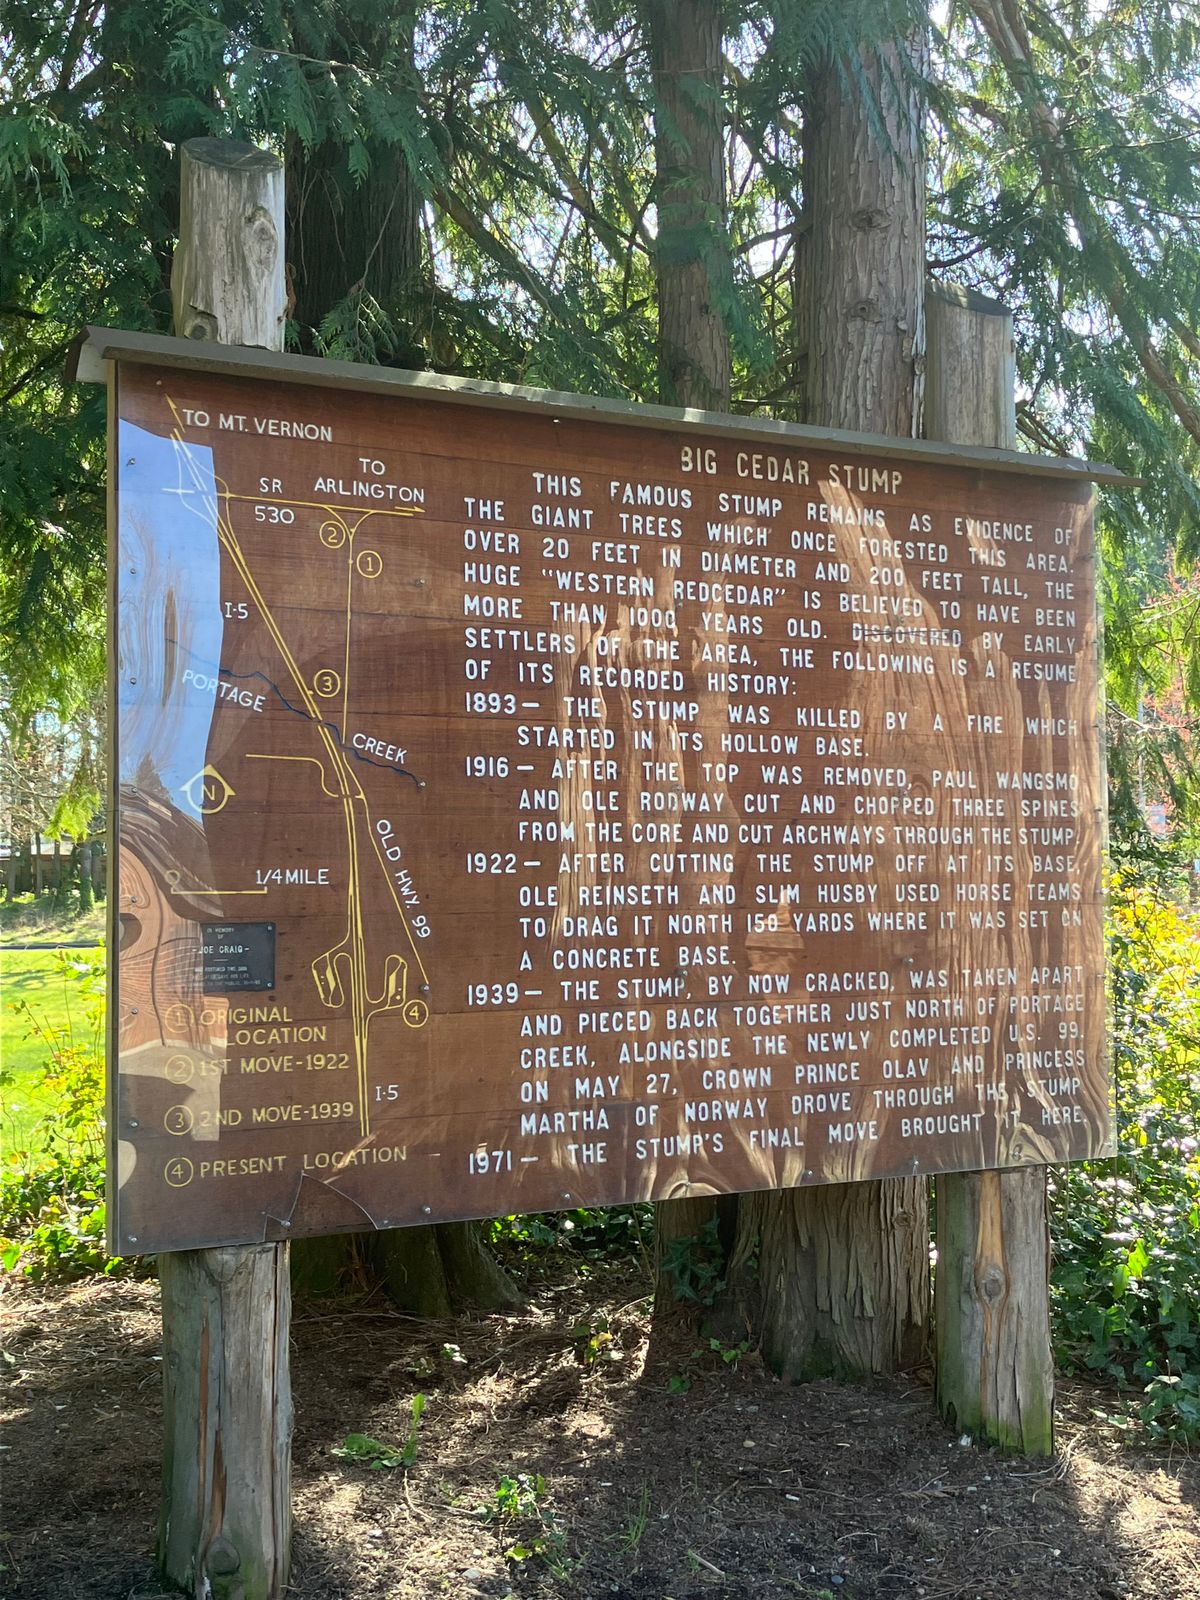 TO MT. VERNON
TO
SR ARLINGTON
530
2
1
I-5
3
PORTAGE
CREEK
N
OLD HWY. 99
1/4 MILE
IN MEMORY
OF
-JOE CRAIG-
4
1 ORIGINAL
LOCATION
2 1ST MOVE-1922
3 2ND MOVE-1939
I-5
4 PRESENT LOCATION
BIG CEDAR STUMP
THIS FAMOUS STUMP REMAINS AS EVIDENCE OF
THE GIANT TREES WHICH ONCE FORESTED THIS AREA.
OVER 20 FEET IN DIAMETER AND 200 FEET TALL, THE
HUGE "WESTERN REDCEDAR" IS BELIEVED TO HAVE BEEN
MORE THAN 1000 YEARS OLD. DISCOVERED BY EARLY
SETTLERS OF THE AREA, THE FOLLOWING IS A RESUME
OF ITS RECORDED HISTORY:
1893- THE STUMP WAS KILLED BY A FIRE WHICH
STARTED IN ITS HOLLOW BASE.
1916- AFTER THE TOP WAS REMOVED, PAUL WANGSMO
AND OLE RODWAY CUT AND CHOPPED THREE SPINES
FROM THE CORE AND CUT ARCHWAYS THROUGH THE STUMP.
1922- AFTER CUTTING THE STUMP OFF AT ITS BASE,
OLE REINSETH AND SLIM HUSBY USED HORSE TEAMS
TO DRAG IT NORTH 150 YARDS WHERE IT WAS SET ON
A CONCRETE BASE.
1939- THE STUMP, BY NOW CRACKED, WAS TAKEN APART
AND PIECED BACK TOGETHER JUST NORTH OF PORTAGE
CREEK, ALONGSIDE THE NEWLY COMPLETED U.S. 99.
ON MAY 27, CROWN PRINCE OLAV AND PRINCESS
MARTHA OF NORWAY DROVE THROUGH THE STUMP
1971- THE STUMP'S FINAL MOVE BROUGHT IT HERE.